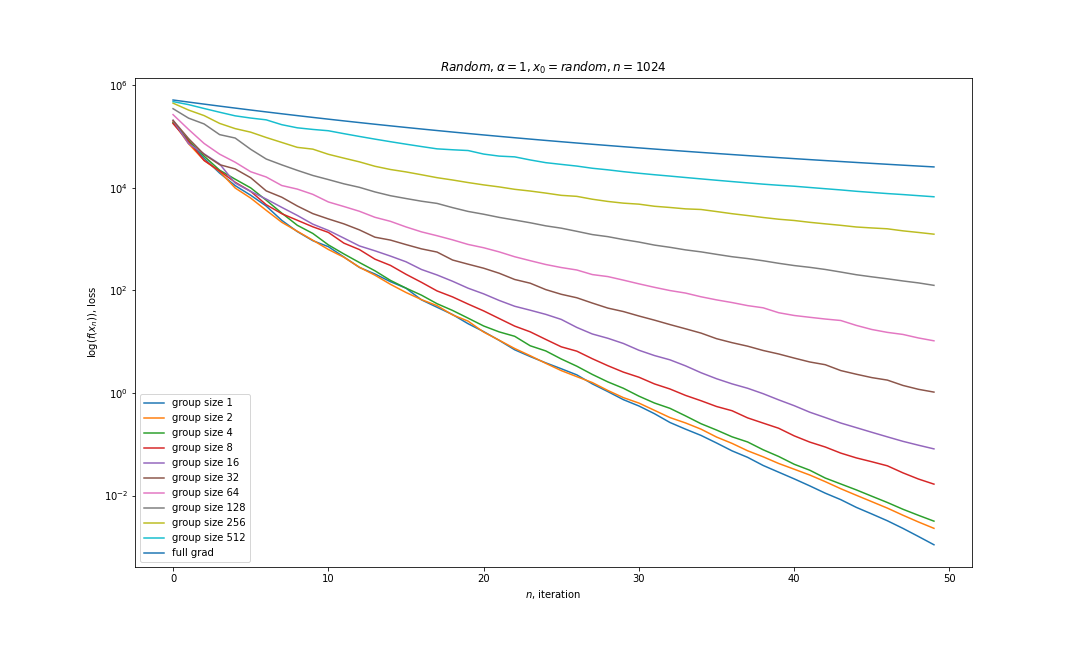 Random, α = 1, x₀ = random, n = 1024
10⁶
10⁴
10²
10⁰
10⁻²
log(f(xₙ)), loss
group size 1
group size 2
group size 4
group size 8
group size 16
group size 32
group size 64
group size 128
group size 256
group size 512
full grad
0 10 20 30 40 50
n, iteration